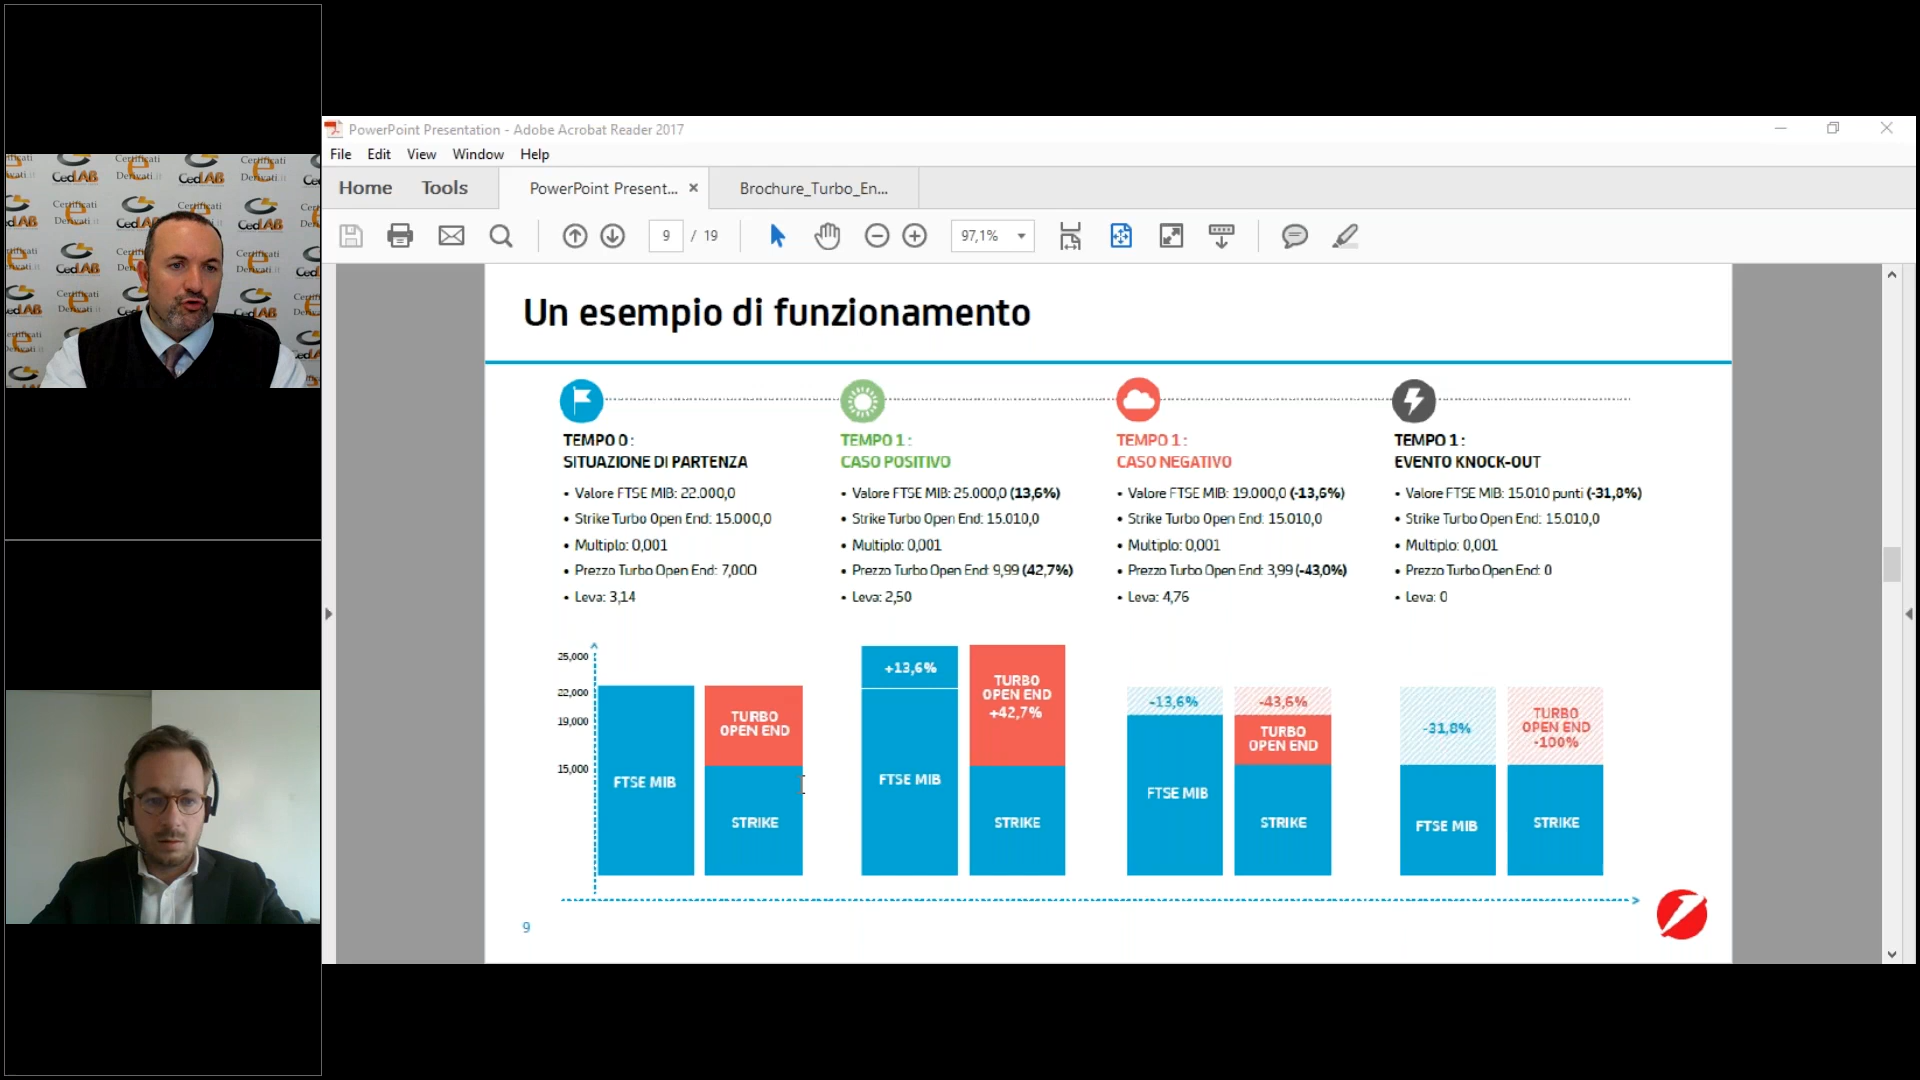 PowerPoint Presentation - Adobe Acrobat Reader 2017
File Edit View Window Help
Home Tools PowerPoint Present... × Brochure_Turbo_En...
9 / 19 97,1%
Un esempio di funzionamento
TEMPO 0 :
SITUAZIONE DI PARTENZA
• Valore FTSE MIB: 22.000,0
• Strike Turbo Open End: 15.000,0
• Multiplo: 0,001
• Prezzo Turbo Open End: 7,000
• Leva: 3,14
TEMPO 1 :
CASO POSITIVO
• Valore FTSE MIB: 25.000,0 (13,6%)
• Strike Turbo Open End: 15.010,0
• Multiplo: 0,001
• Prezzo Turbo Open End: 9,99 (42,7%)
• Leva: 2,50
TEMPO 1 :
CASO NEGATIVO
• Valore FTSE MIB: 19.000,0 (-13,6%)
• Strike Turbo Open End: 15.010,0
• Multiplo: 0,001
• Prezzo Turbo Open End: 3,99 (-43,0%)
• Leva: 4,76
TEMPO 1 :
EVENTO KNOCK-OUT
• Valore FTSE MIB: 15.010 punti (-31,8%)
• Strike Turbo Open End: 15.010,0
• Multiplo: 0,001
• Prezzo Turbo Open End: 0
• Leva: 0
25,000
22,000
19,000
15,000
FTSE MIB
TURBO
OPEN END
STRIKE
+13,6%
FTSE MIB
TURBO
OPEN END
+42,7%
STRIKE
-13,6%
FTSE MIB
-43,6%
TURBO
OPEN END
STRIKE
-31,8%
FTSE MIB
TURBO
OPEN END
-100%
STRIKE
9
Certificati
Derivati.it
CedLAB